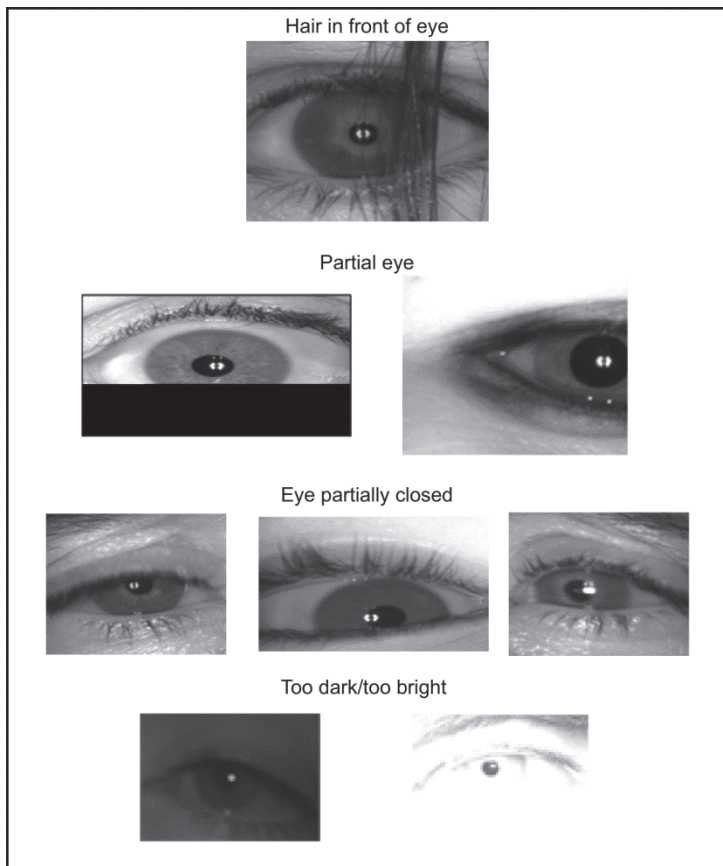 Hair in front of eye
Partial eye
Eye partially closed
Too dark/too bright